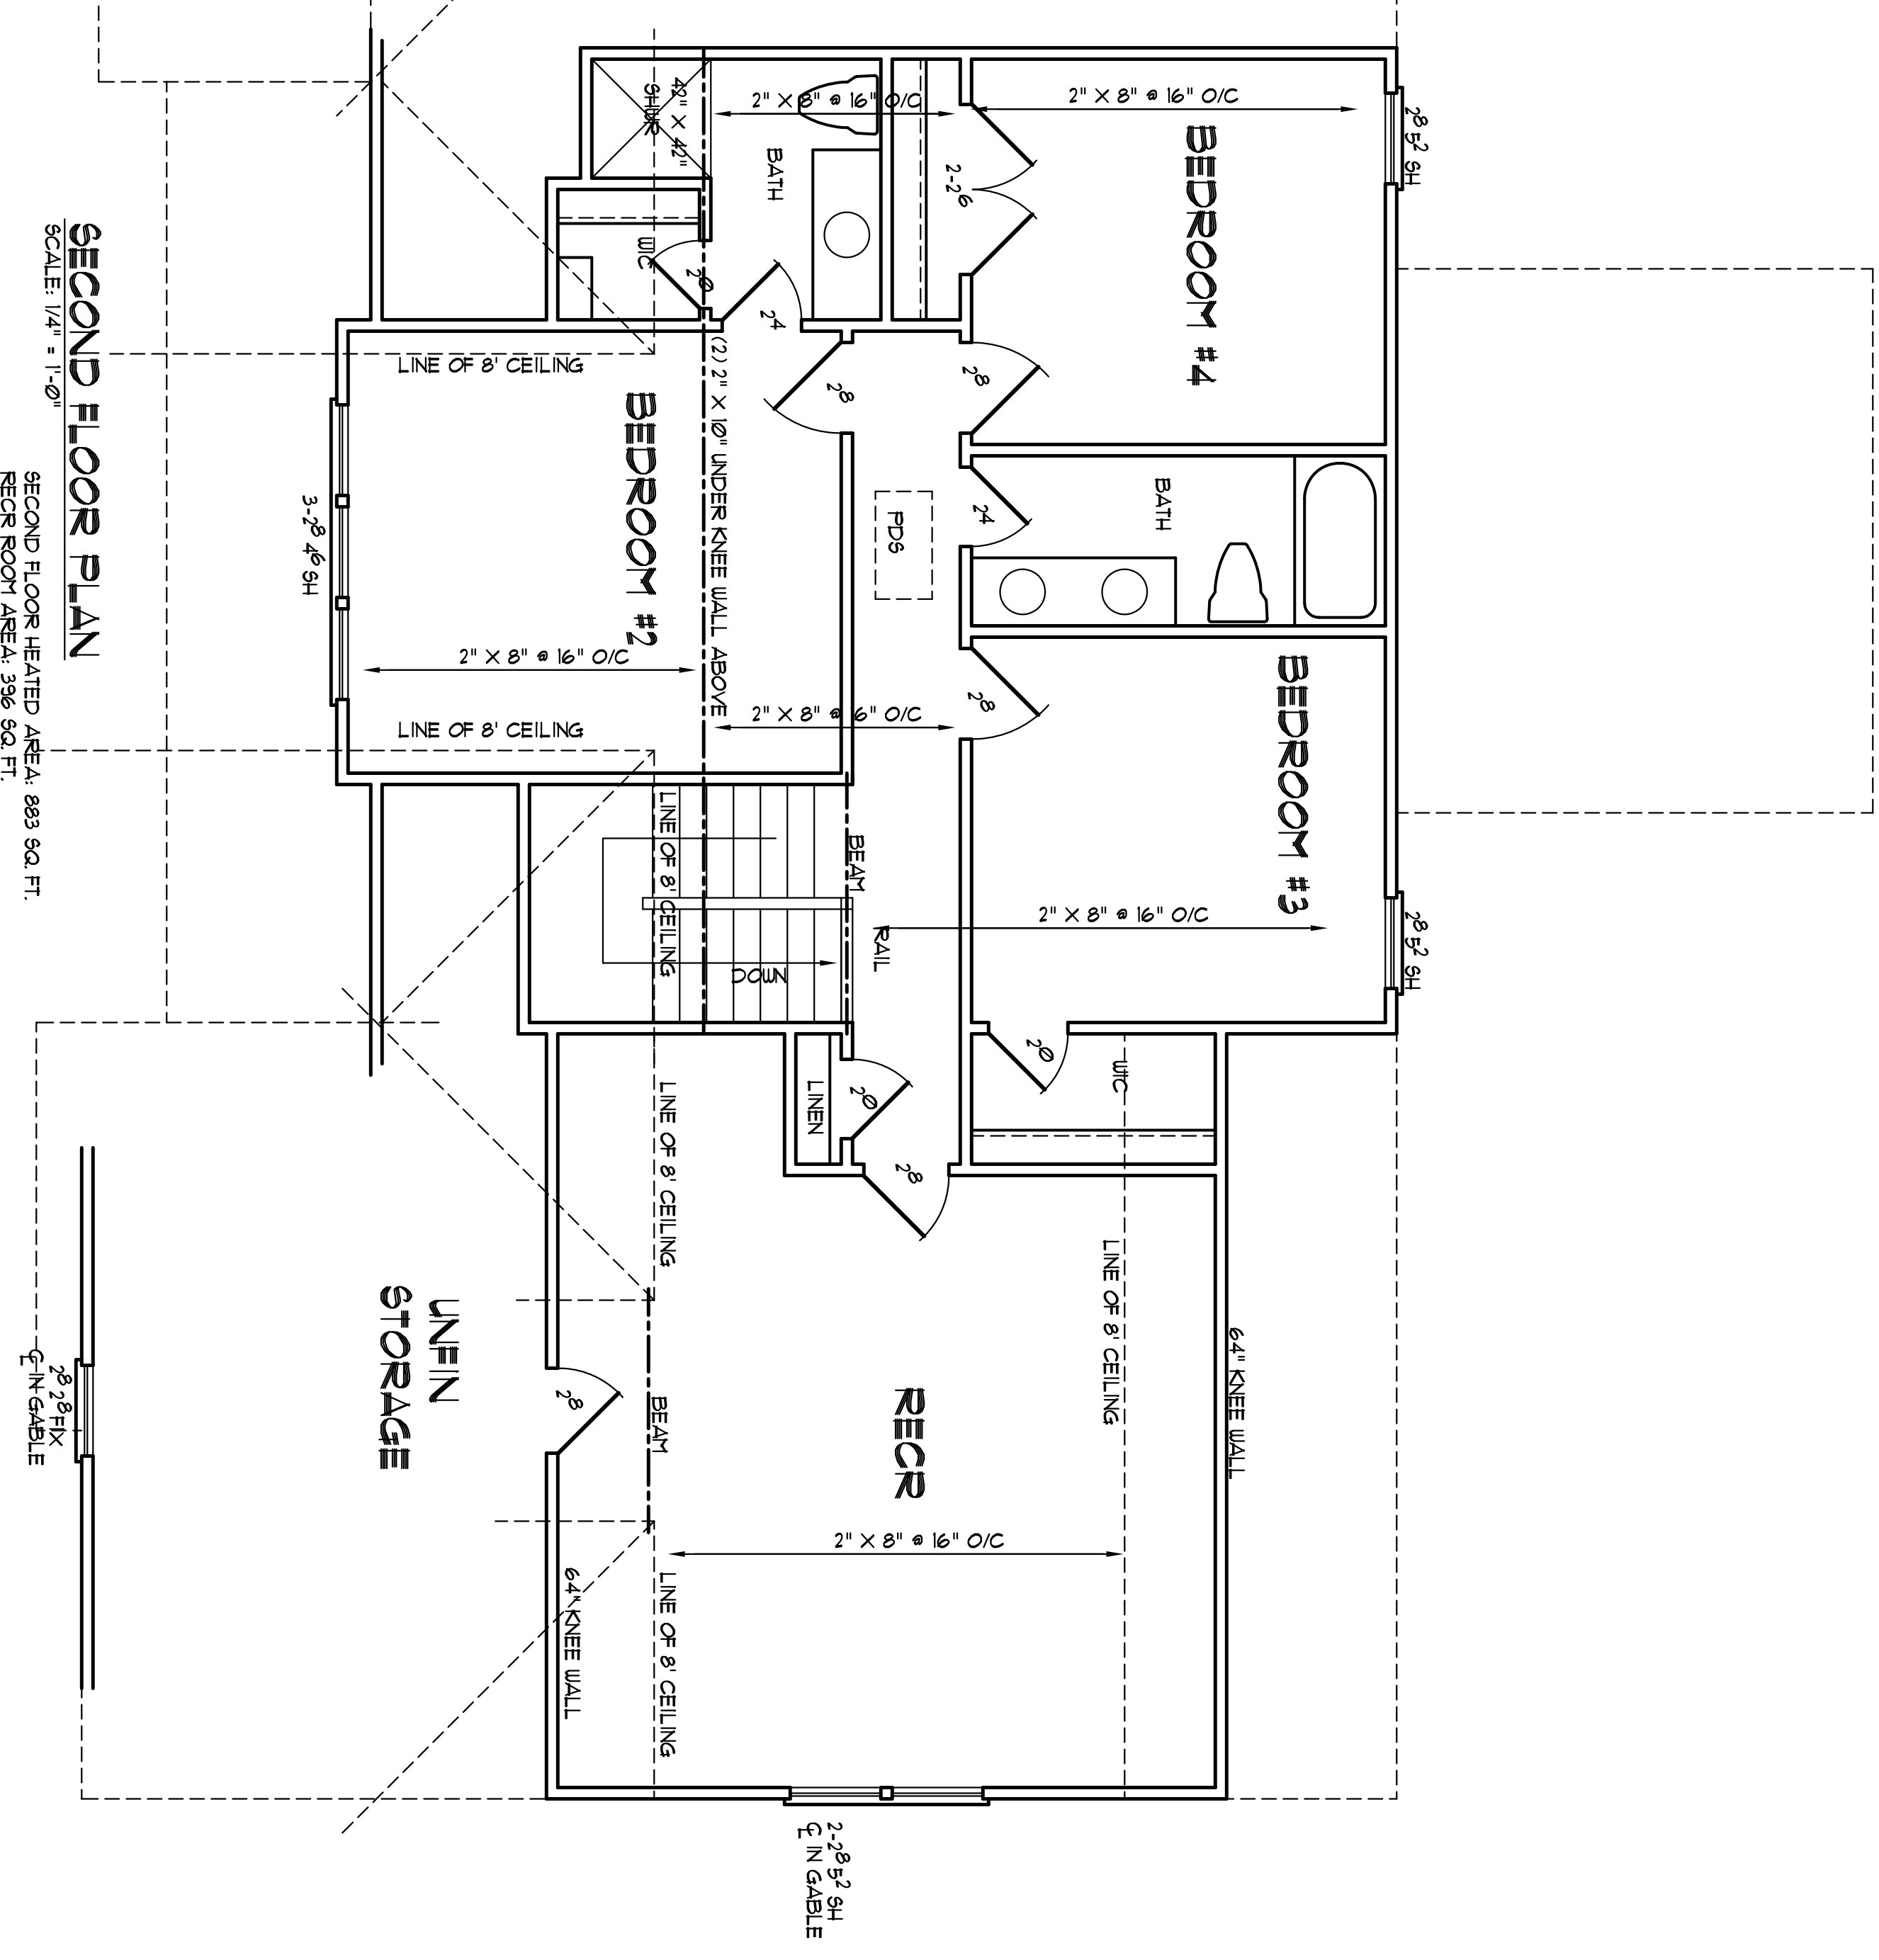 28 52 SH
28 52 SH
BEDROOM #4
BEDROOM #3
2" X 8" @ 16" O/C
2" X 8" @ 16" O/C
BATH
WIC
64" KNEE WALL
LINE OF 8' CEILING
2-26
28
24
28
20
2" X 8" @ 16" O/C
2" X 8" @ 16" O/C
PDS
RAIL
BEAM
28
20
28
RECR
2" X 8" @ 16" O/C
BATH
24
DOWN
LINEN
2-28 52 SH
℄ IN GABLE
42" X 42"
SHWR
WIC
20
(2) 2" X 10" UNDER KNEE WALL ABOVE
BEDROOM #2
LINE OF 8' CEILING
LINE OF 8' CEILING
BEAM
LINE OF 8' CEILING
2" X 8" @ 16" O/C
LINE OF 8' CEILING
LINE OF 8' CEILING
28
64" KNEE WALL
3-28 46 SH
UNFIN
STORAGE
SECOND FLOOR PLAN
SCALE: 1/4" = 1'-0"
SECOND FLOOR HEATED AREA: 883 SQ. FT.
RECR ROOM AREA: 396 SQ. FT.
28 28 FIX
℄ IN GABLE